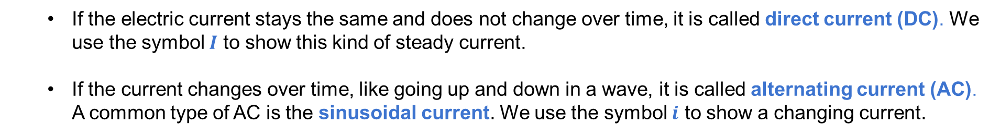 • If the electric current stays the same and does not change over time, it is called direct current (DC). We
use the symbol I to show this kind of steady current.
• If the current changes over time, like going up and down in a wave, it is called alternating current (AC).
A common type of AC is the sinusoidal current. We use the symbol i to show a changing current.